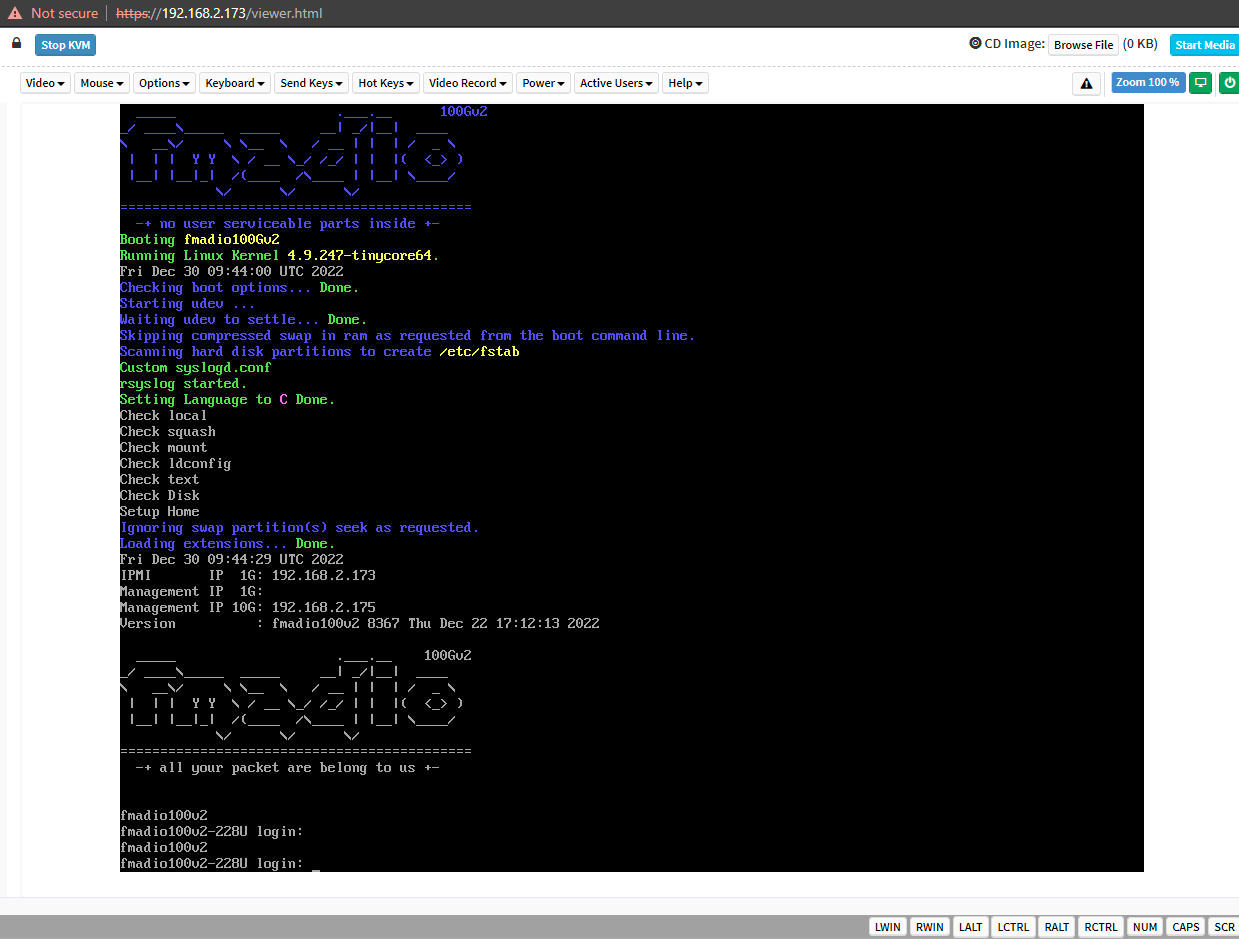 Not secure https://192.168.2.173/viewer.html
Stop KVM CD Image: Browse File (0 KB) Start Media
Video Mouse Options Keyboard Send Keys Hot Keys Video Record Power Active Users Help Zoom 100 %
100Gv2
fmadio
===========================================
-+ no user serviceable parts inside +-
Booting fmadio100Gv2
Running Linux Kernel 4.9.247-tinycore64.
Fri Dec 30 09:44:00 UTC 2022
Checking boot options... Done.
Starting udev ...
Waiting udev to settle... Done.
Skipping compressed swap in ram as requested from the boot command line.
Scanning hard disk partitions to create /etc/fstab
Custom syslogd.conf
rsyslog started.
Setting Language to C Done.
Check local
Check squash
Check mount
Check ldconfig
Check text
Check Disk
Setup Home
Ignoring swap partition(s) seek as requested.
Loading extensions... Done.
Fri Dec 30 09:44:29 UTC 2022
IPMI IP 1G: 192.168.2.173
Management IP 1G:
Management IP 10G: 192.168.2.175
Version : fmadio100v2 8367 Thu Dec 22 17:12:13 2022
100Gv2
fmadio
============================================
-+ all your packet are belong to us +-
fmadio100v2
fmadio100v2-228U login:
fmadio100v2
fmadio100v2-228U login: _
LWIN RWIN LALT LCTRL RALT RCTRL NUM CAPS SCR